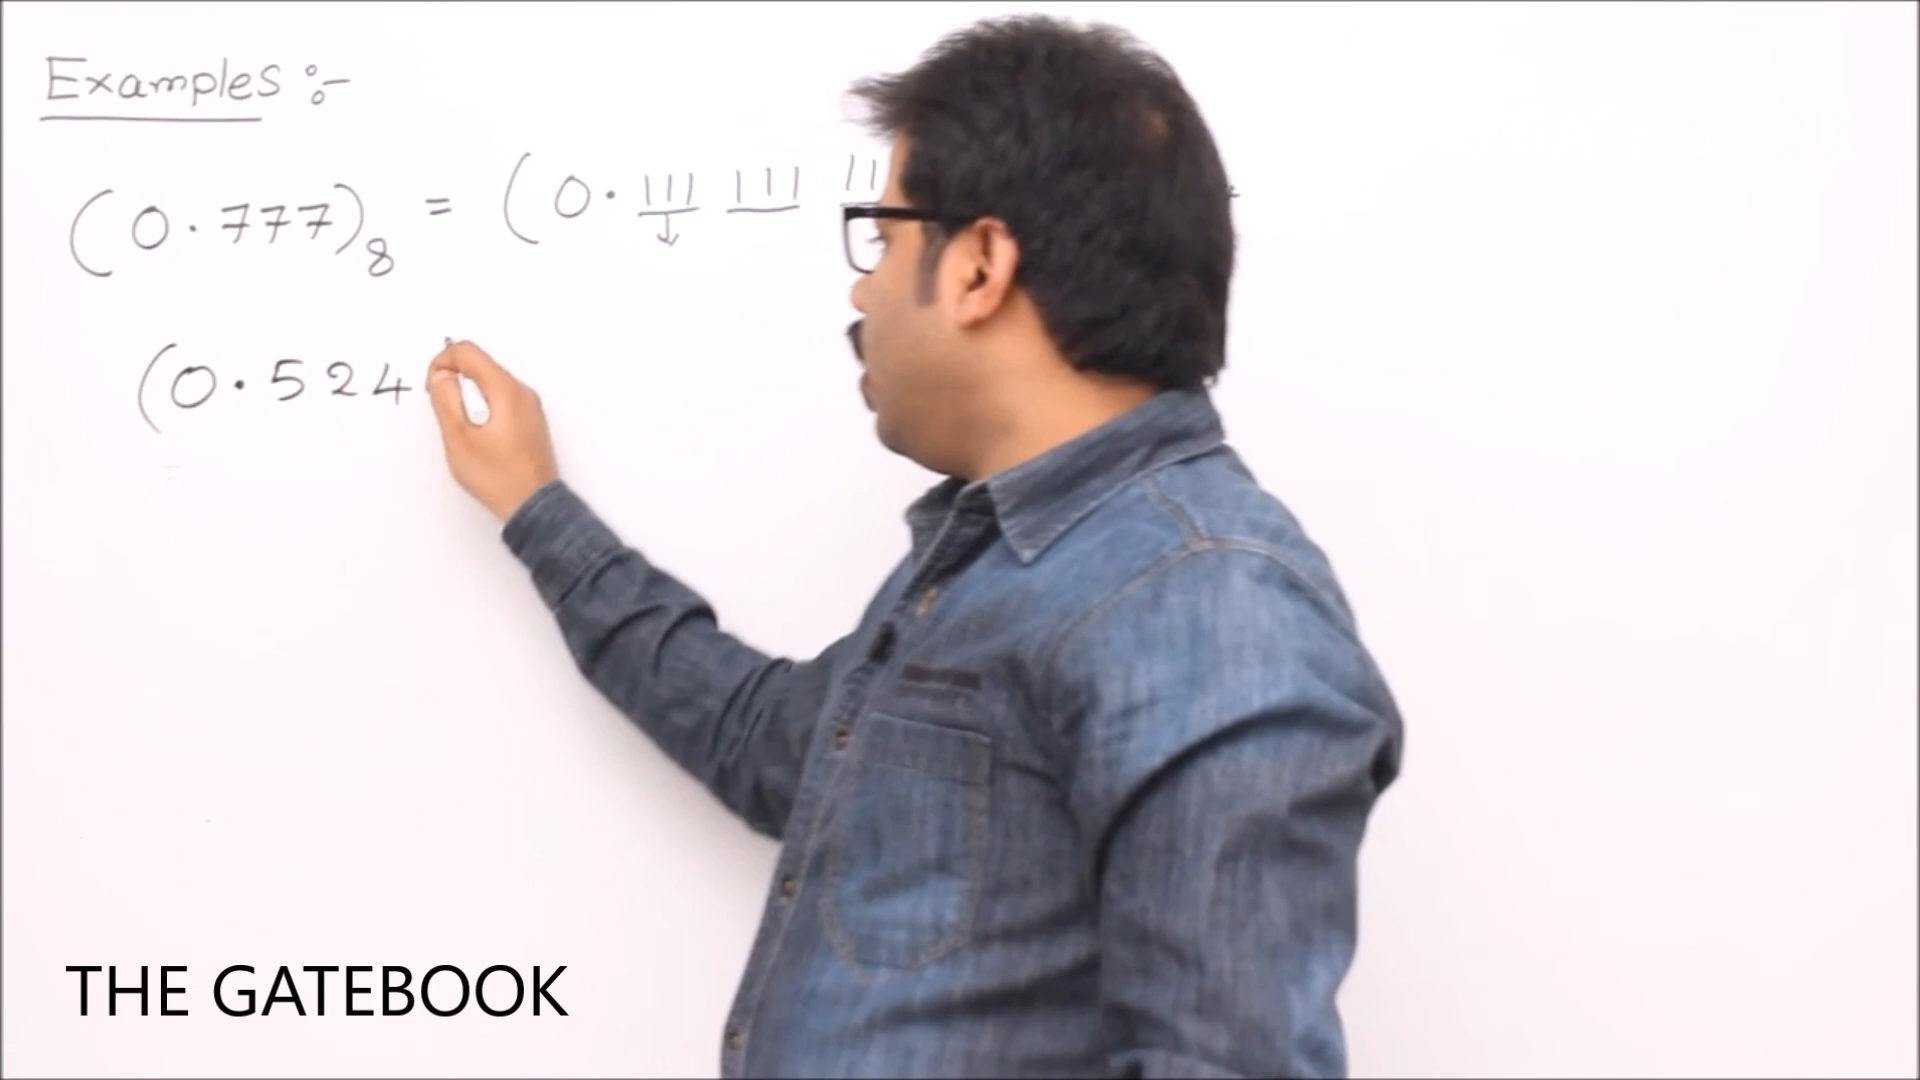 Examples :-
(0.777)8 = (0.111 111 11
(0.524
THE GATEBOOK